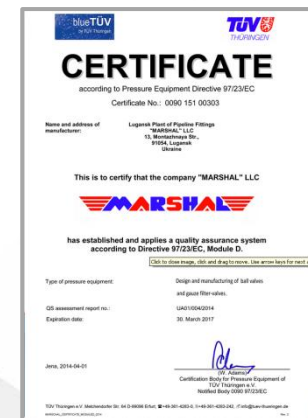 blueTÜV
by TÜV Thüringen
TÜV
THÜRINGEN
CERTIFICATE
according to Pressure Equipment Directive 97/23/EC
Certificate No.: 0090 151 00303
Name and address of manufacturer:
Lugansk Plant of Pipeline Fittings
"MARSHAL" LLC
13, Montazhnaya Str.,
91054, Lugansk
Ukraine
This is to certify that the company "MARSHAL" LLC
MARSHAL
has established and applies a quality assurance system
according to Directive 97/23/EC, Module D.
Click to close image, click and drag to move. Use arrow keys for next
Type of pressure equipment:
Design and manufacturing of ball valves
and gauze filter-valves.
QS assessment report no.:
UA01/004/2014
Expiration date:
30. March 2017
Jena, 2014-04-01
(W. Adams)
Certification Body for Pressure Equipment of
TÜV Thüringen e.V.
Notified Body 0090 97/23/EC